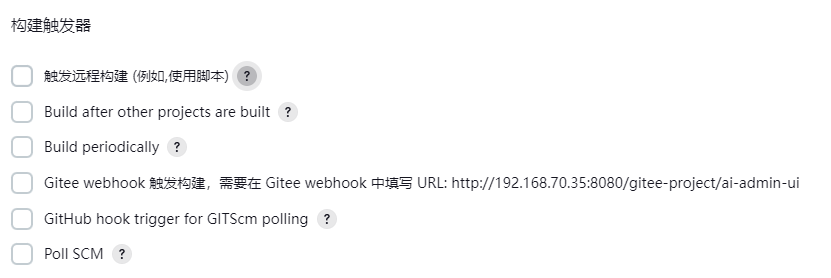 构建触发器
触发远程构建 (例如,使用脚本) ?
Build after other projects are built ?
Build periodically ?
Gitee webhook 触发构建，需要在 Gitee webhook 中填写 URL: http://192.168.70.35:8080/gitee-project/ai-admin-ui
GitHub hook trigger for GITScm polling ?
Poll SCM ?